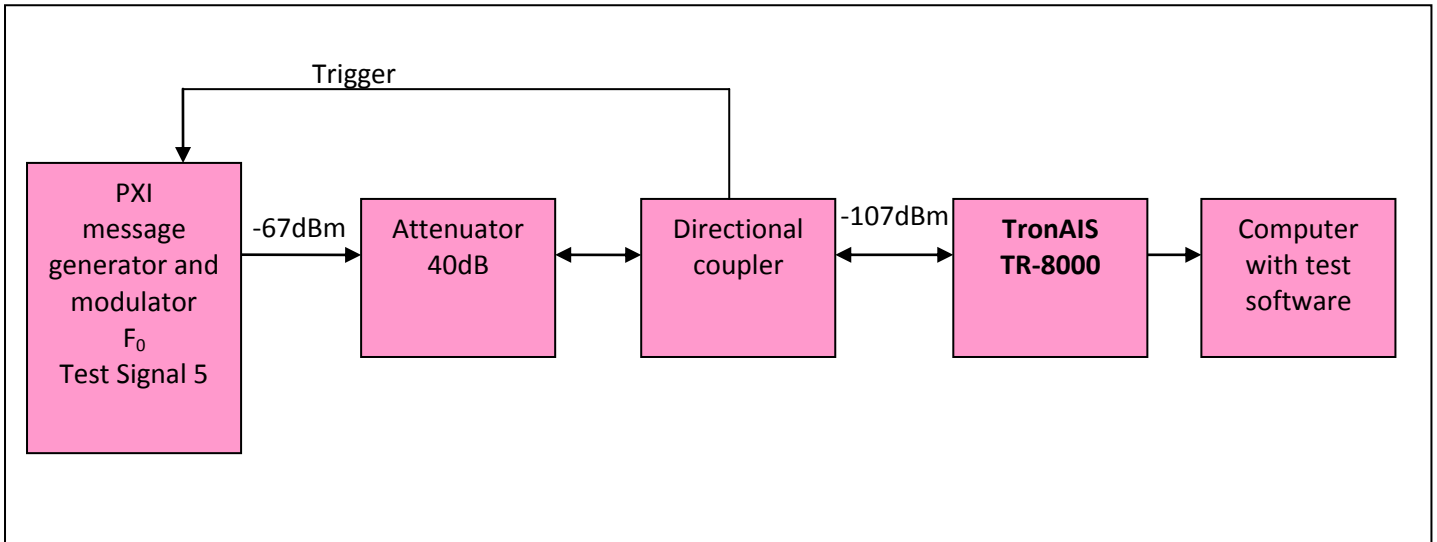 Trigger
PXI
message
generator and
modulator
F₀
Test Signal 5
-67dBm
Attenuator
40dB
Directional
coupler
-107dBm
TronAIS
TR-8000
Computer
with test
software